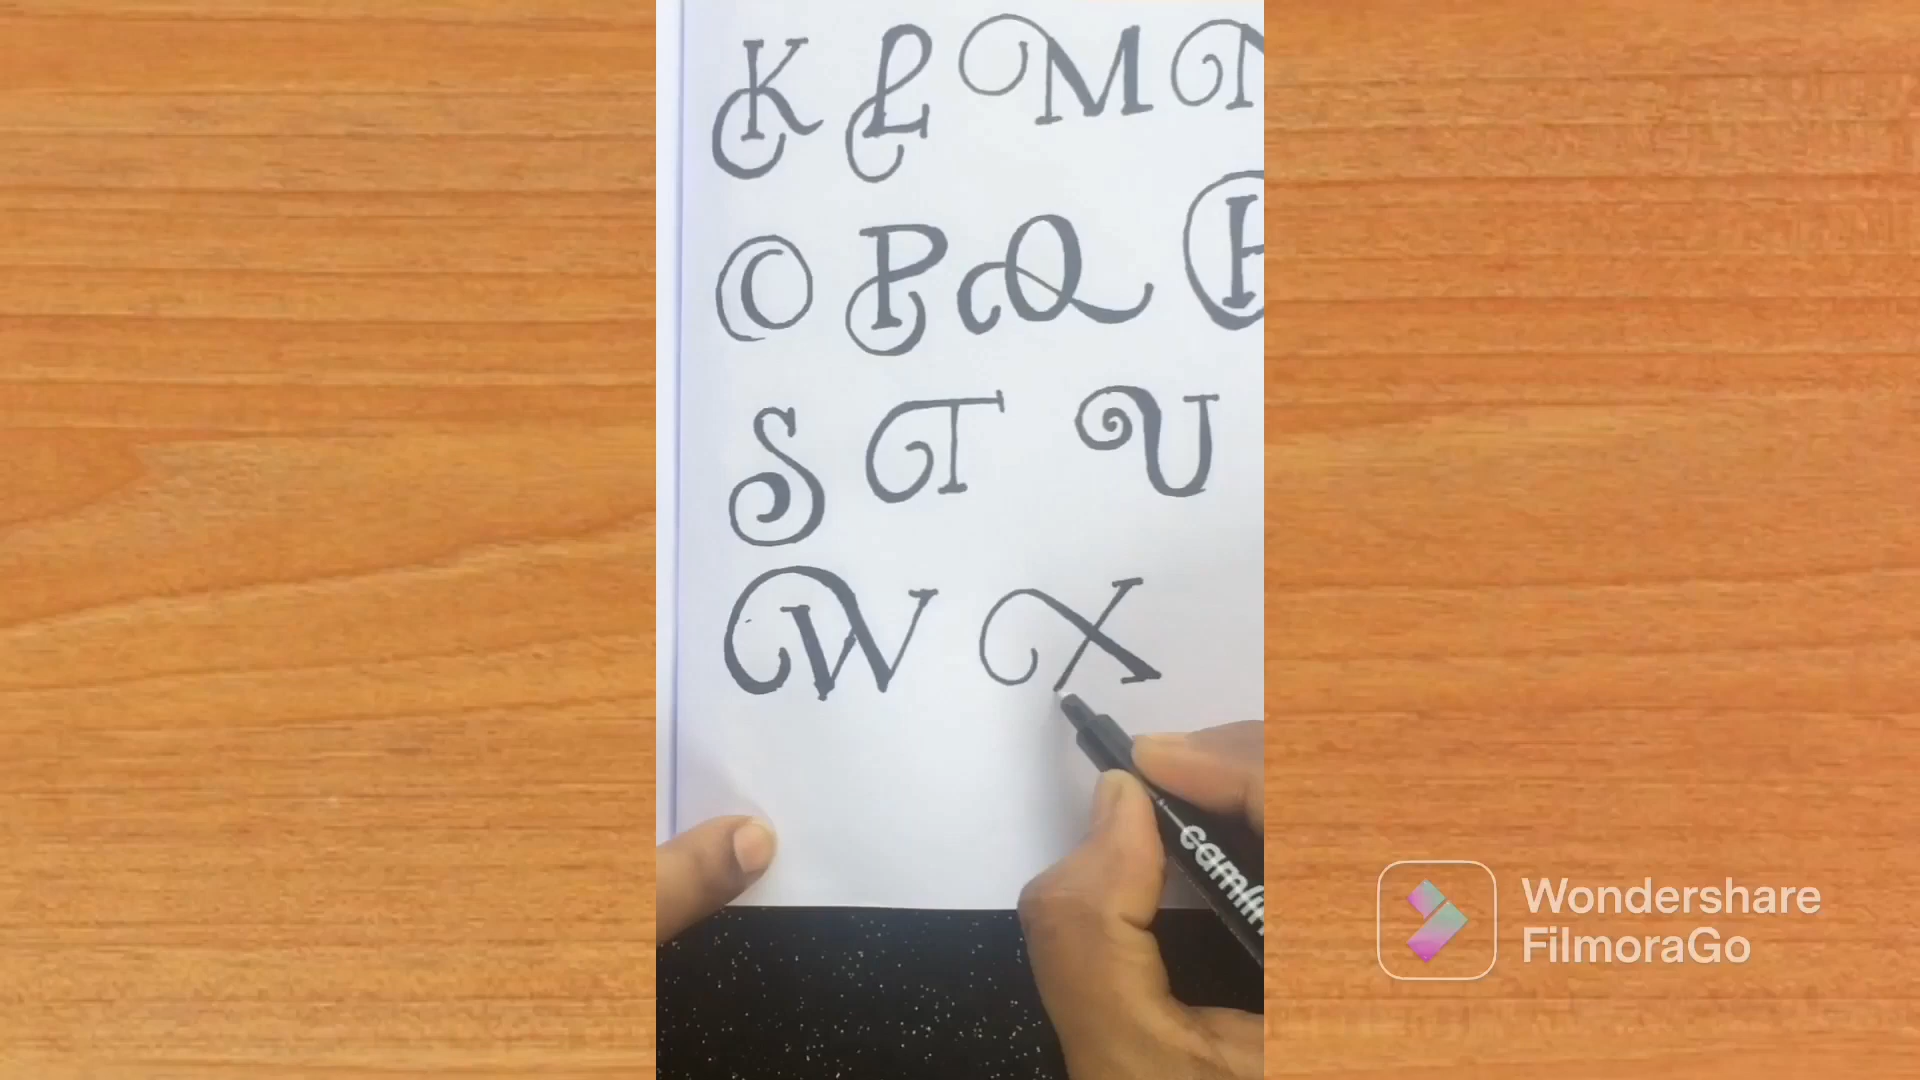 K L M N
O P Q R
S T U
W X
camlin
Wondershare
FilmoraGo